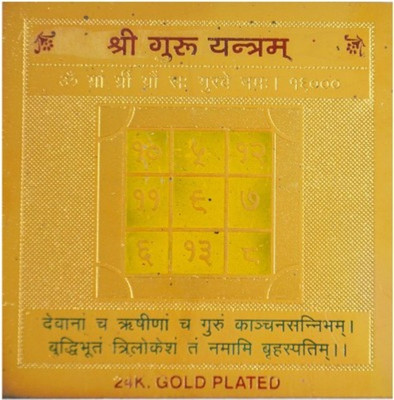 श्री गुरू यन्त्रम्
ॐ ग्रां ग्रीं ग्रौं सः गुरवे नमः। १९०००
१० ५ १२
११ ९ ७
६ १३ ८
देवाना च ऋषीणां च गुरुं काञ्चनसन्निभम्।
बुद्धिभूतं त्रिलोकेशं तं नमामि बृहस्पतिम्।।
24K. GOLD PLATED